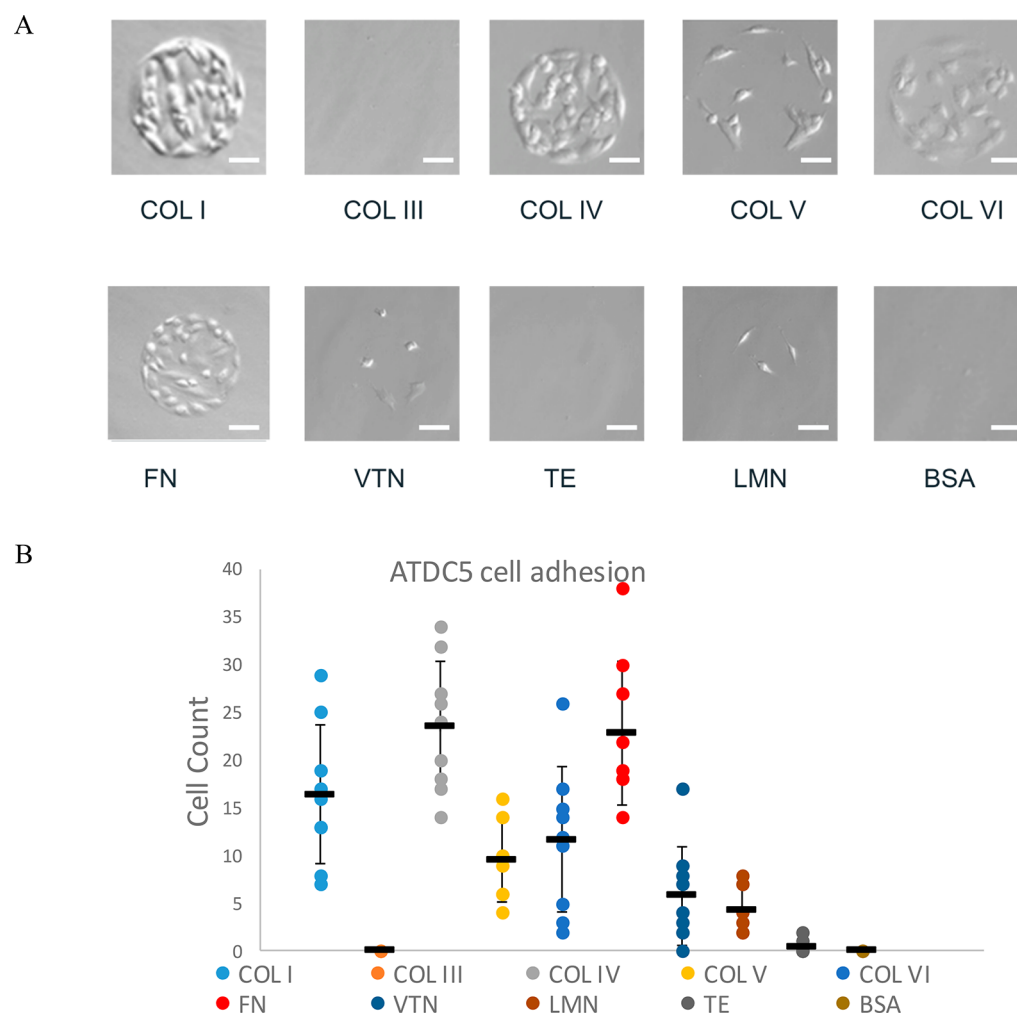 A
COL I COL III COL IV COL V COL VI
FN VTN TE LMN BSA
B
ATDC5 cell adhesion
40
35
30
25
20
15
10
5
0
Cell Count
COL I COL III COL IV COL V COL VI
FN VTN LMN TE BSA